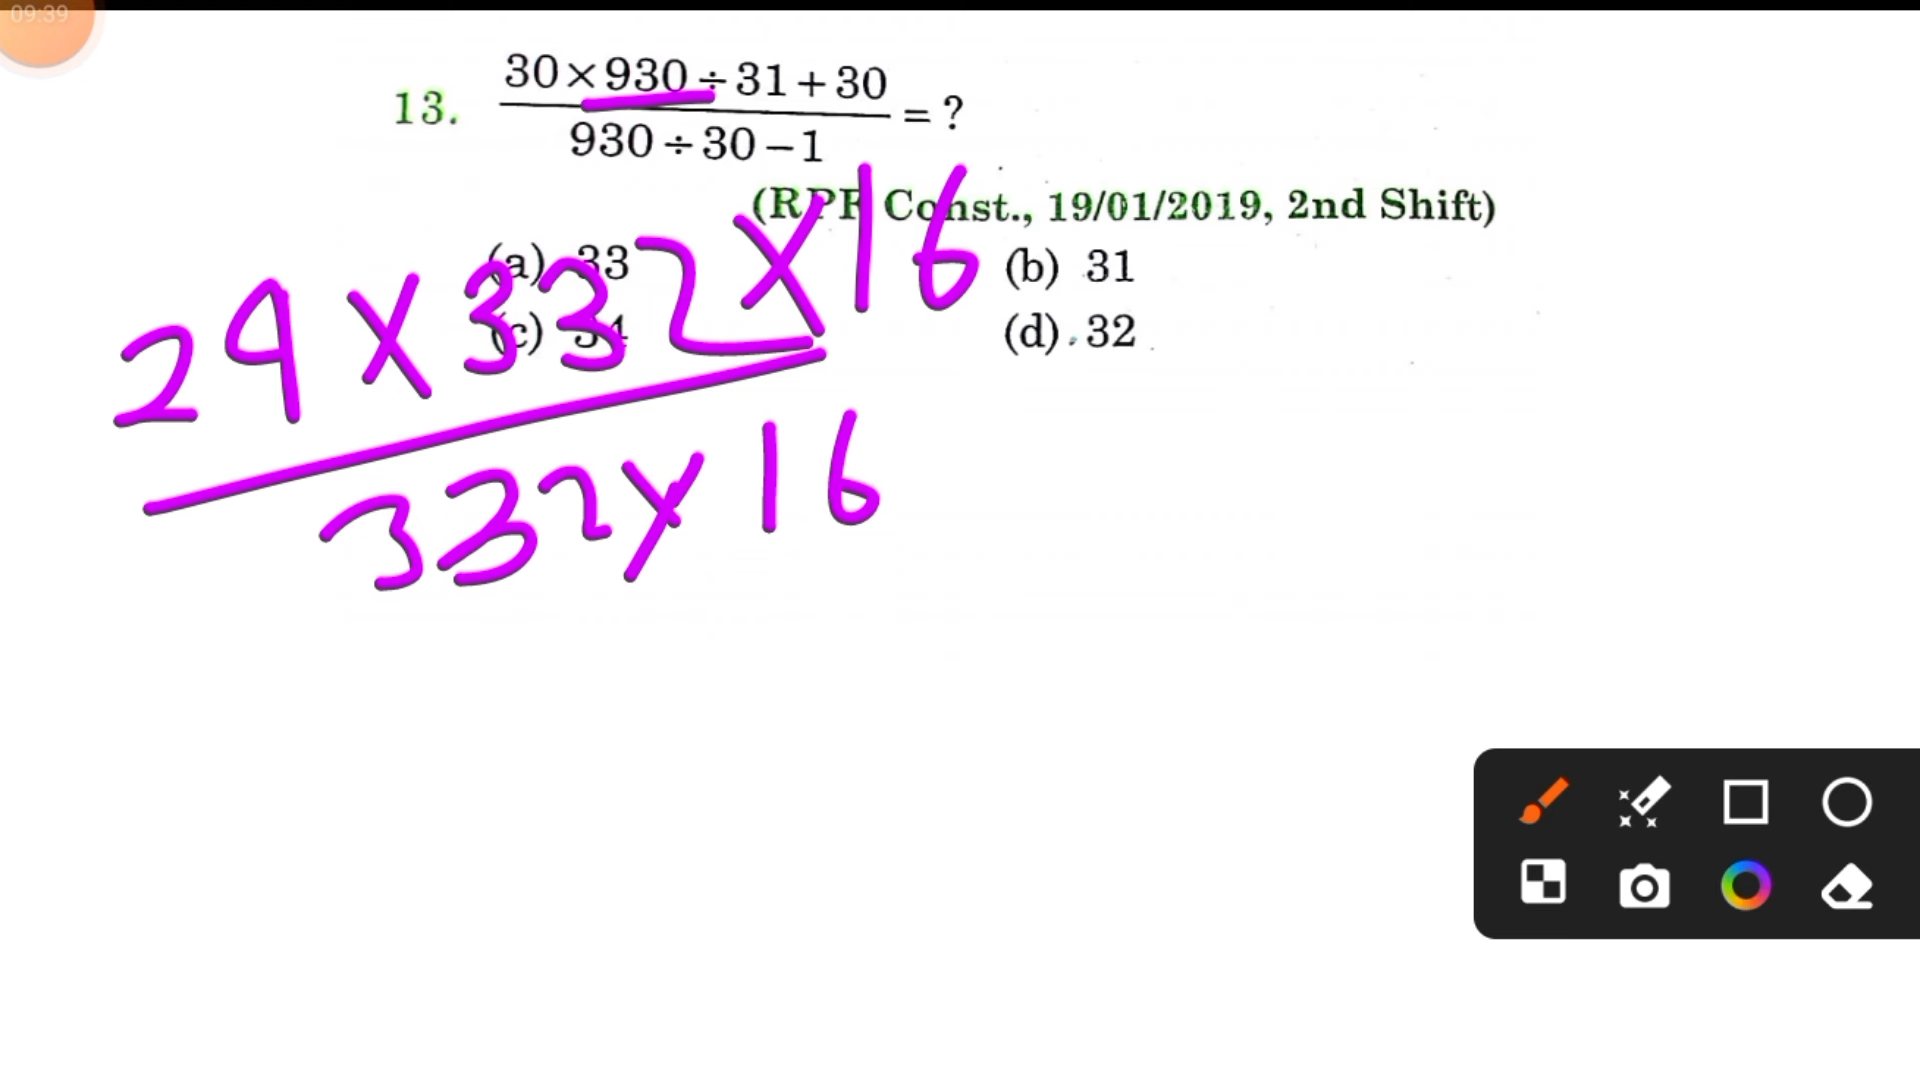 09:39
13. 30×930÷31+30
930÷30−1
= ?
(RPF Const., 19/01/2019, 2nd Shift)
(a) 33 (b) 31
(c) 34 (d) 32
29 × 332 × 16
332 × 16